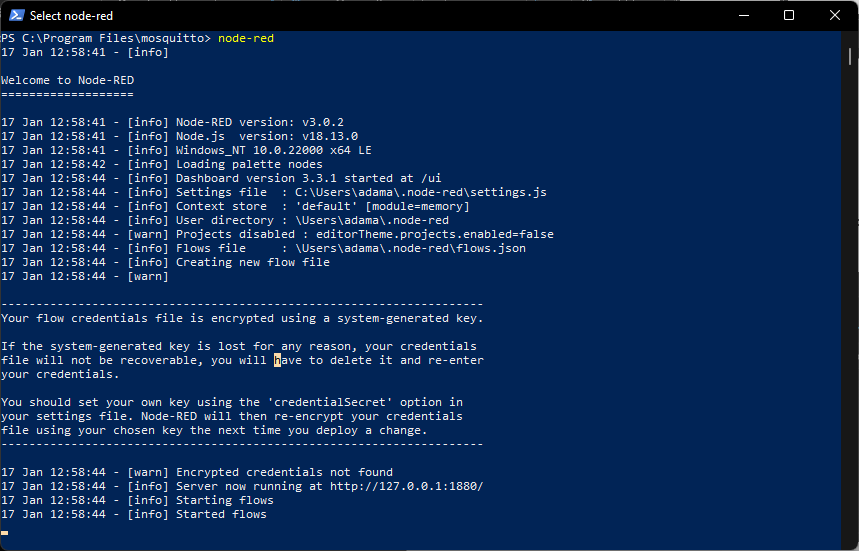 Select node-red
PS C:\Program Files\mosquitto> node-red
17 Jan 12:58:41 - [info]
Welcome to Node-RED
===================
17 Jan 12:58:41 - [info] Node-RED version: v3.0.2
17 Jan 12:58:41 - [info] Node.js  version: v18.13.0
17 Jan 12:58:41 - [info] Windows_NT 10.0.22000 x64 LE
17 Jan 12:58:42 - [info] Loading palette nodes
17 Jan 12:58:44 - [info] Dashboard version 3.3.1 started at /ui
17 Jan 12:58:44 - [info] Settings file  : C:\Users\adama\.node-red\settings.js
17 Jan 12:58:44 - [info] Context store  : 'default' [module=memory]
17 Jan 12:58:44 - [info] User directory : \Users\adama\.node-red
17 Jan 12:58:44 - [warn] Projects disabled : editorTheme.projects.enabled=false
17 Jan 12:58:44 - [info] Flows file     : \Users\adama\.node-red\flows.json
17 Jan 12:58:44 - [info] Creating new flow file
17 Jan 12:58:44 - [warn]
---------------------------------------------------------------------
Your flow credentials file is encrypted using a system-generated key.
If the system-generated key is lost for any reason, your credentials
file will not be recoverable, you will have to delete it and re-enter
your credentials.
You should set your own key using the 'credentialSecret' option in
your settings file. Node-RED will then re-encrypt your credentials
file using your chosen key the next time you deploy a change.
---------------------------------------------------------------------
17 Jan 12:58:44 - [warn] Encrypted credentials not found
17 Jan 12:58:44 - [info] Server now running at http://127.0.0.1:1880/
17 Jan 12:58:44 - [info] Starting flows
17 Jan 12:58:44 - [info] Started flows